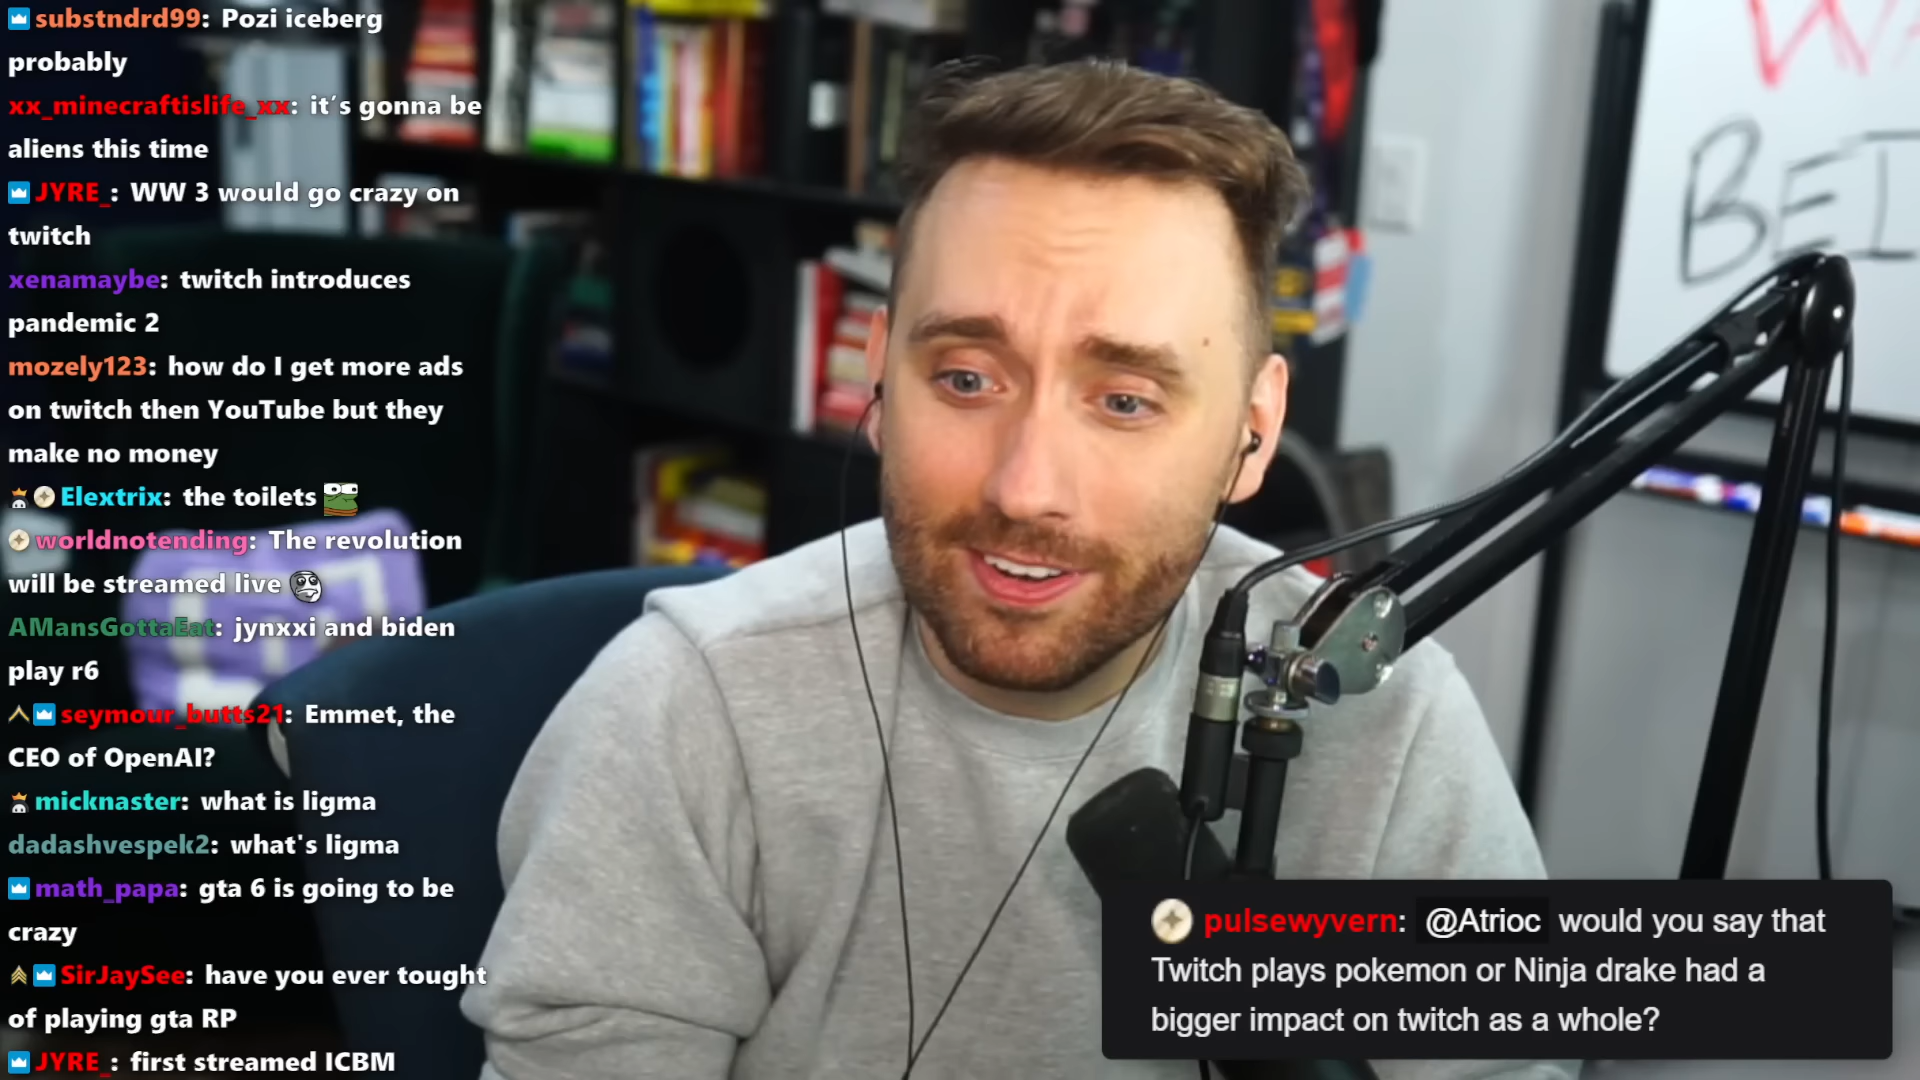 substndrd99: Pozi iceberg
probably
xx_minecraftislife_xx: it's gonna be
aliens this time
JYRE_: WW 3 would go crazy on
twitch
xenamaybe: twitch introduces
pandemic 2
mozely123: how do I get more ads
on twitch then YouTube but they
make no money
Elextrix: the toilets
worldnotending: The revolution
will be streamed live
AMansGottaEat: jynxxi and biden
play r6
seymour_butts21: Emmet, the
CEO of OpenAI?
micknaster: what is ligma
dadashvespek2: what's ligma
math_papa: gta 6 is going to be
crazy
SirJaySee: have you ever tought
of playing gta RP
JYRE_: first streamed ICBM
pulsewyvern: @Atrioc would you say that
Twitch plays pokemon or Ninja drake had a
bigger impact on twitch as a whole?